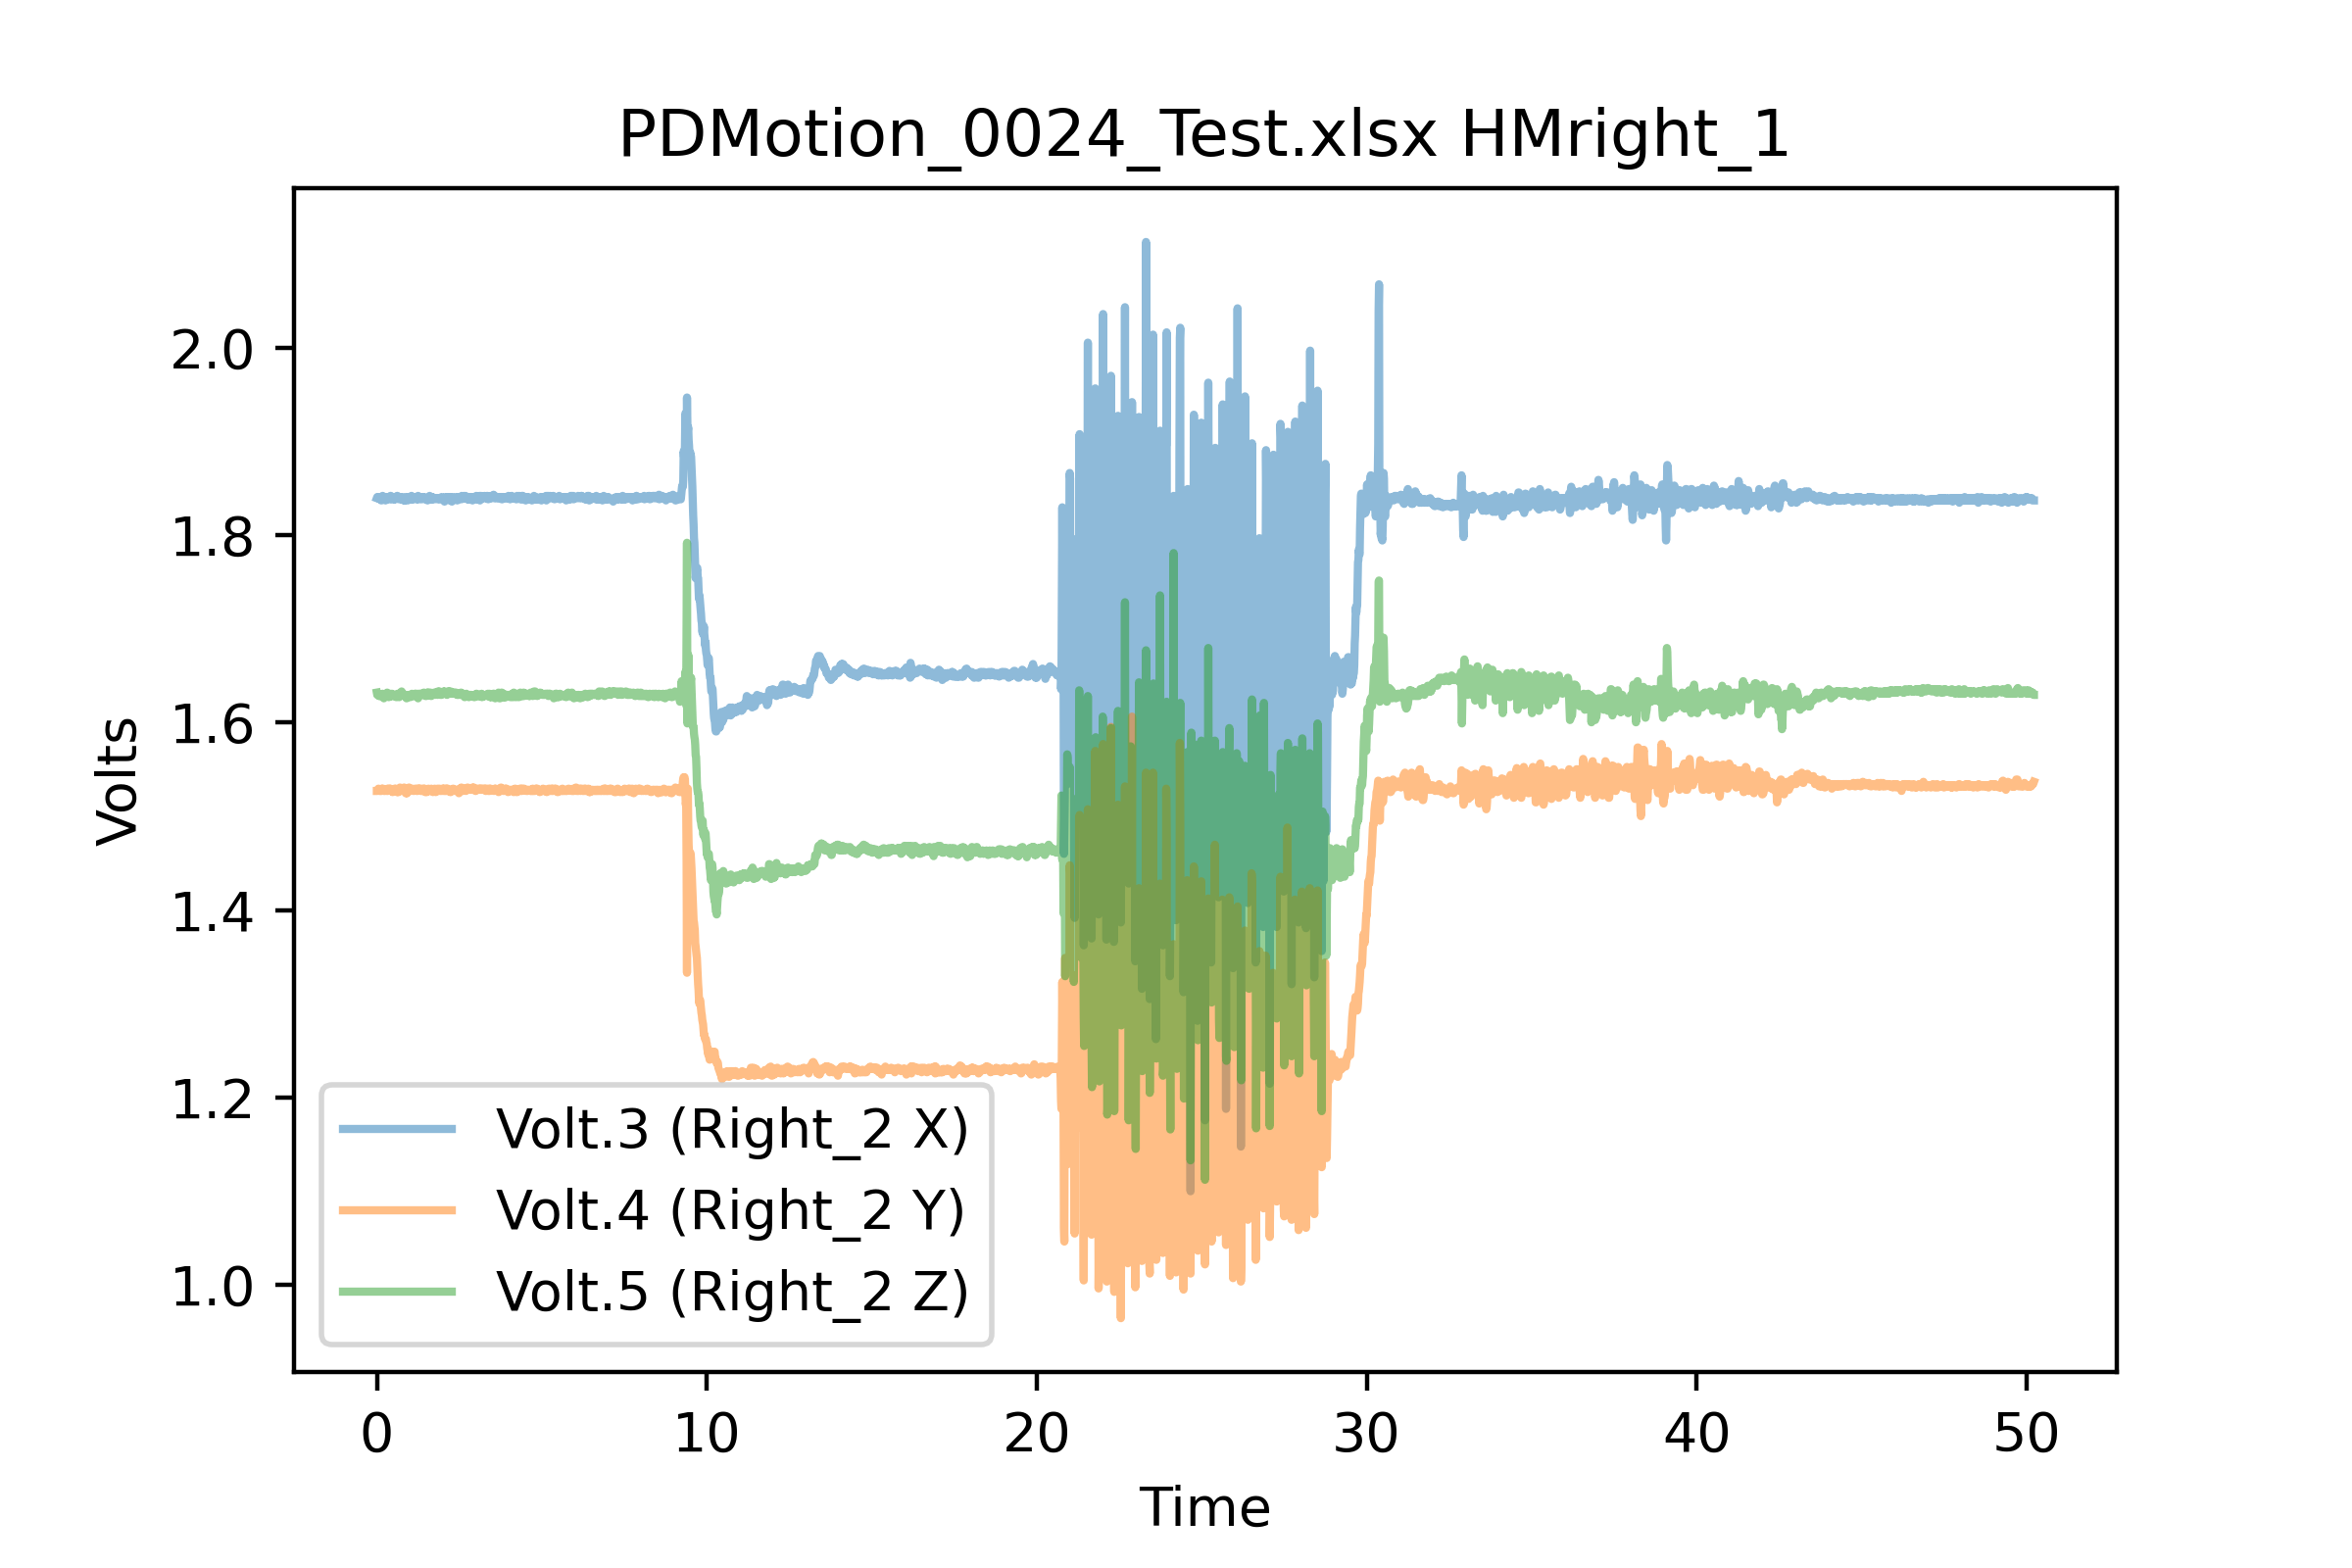 PDMotion_0024_Test.xlsx HMright_1
Volts
2.0
1.8
1.6
1.4
1.2
1.0
Volt.3 (Right_2 X)
Volt.4 (Right_2 Y)
Volt.5 (Right_2 Z)
0 10 20 30 40 50
Time